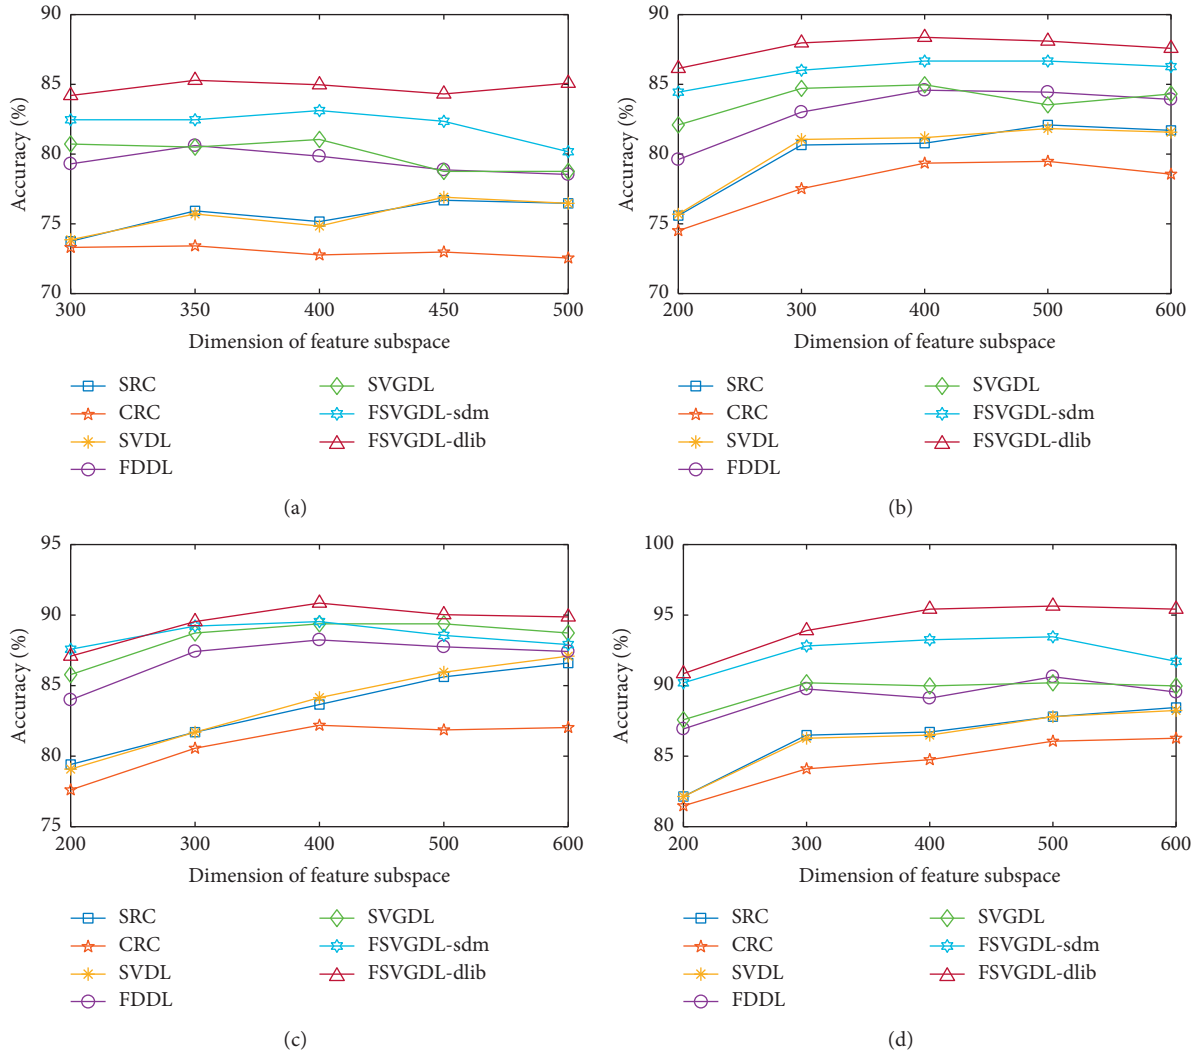 90
85
80
75
70
Accuracy (%)
300
350
400
450
500
Dimension of feature subspace
SRC
CRC
SVDL
FDDL
SVGDL
FSVGDL-sdm
FSVGDL-dlib
(a)
90
85
80
75
70
Accuracy (%)
200
300
400
500
600
Dimension of feature subspace
SRC
CRC
SVDL
FDDL
SVGDL
FSVGDL-sdm
FSVGDL-dlib
(b)
95
90
85
80
75
Accuracy (%)
200
300
400
500
600
Dimension of feature subspace
SRC
CRC
SVDL
FDDL
SVGDL
FSVGDL-sdm
FSVGDL-dlib
(c)
100
95
90
85
80
Accuracy (%)
200
300
400
500
600
Dimension of feature subspace
SRC
CRC
SVDL
FDDL
SVGDL
FSVGDL-sdm
FSVGDL-dlib
(d)